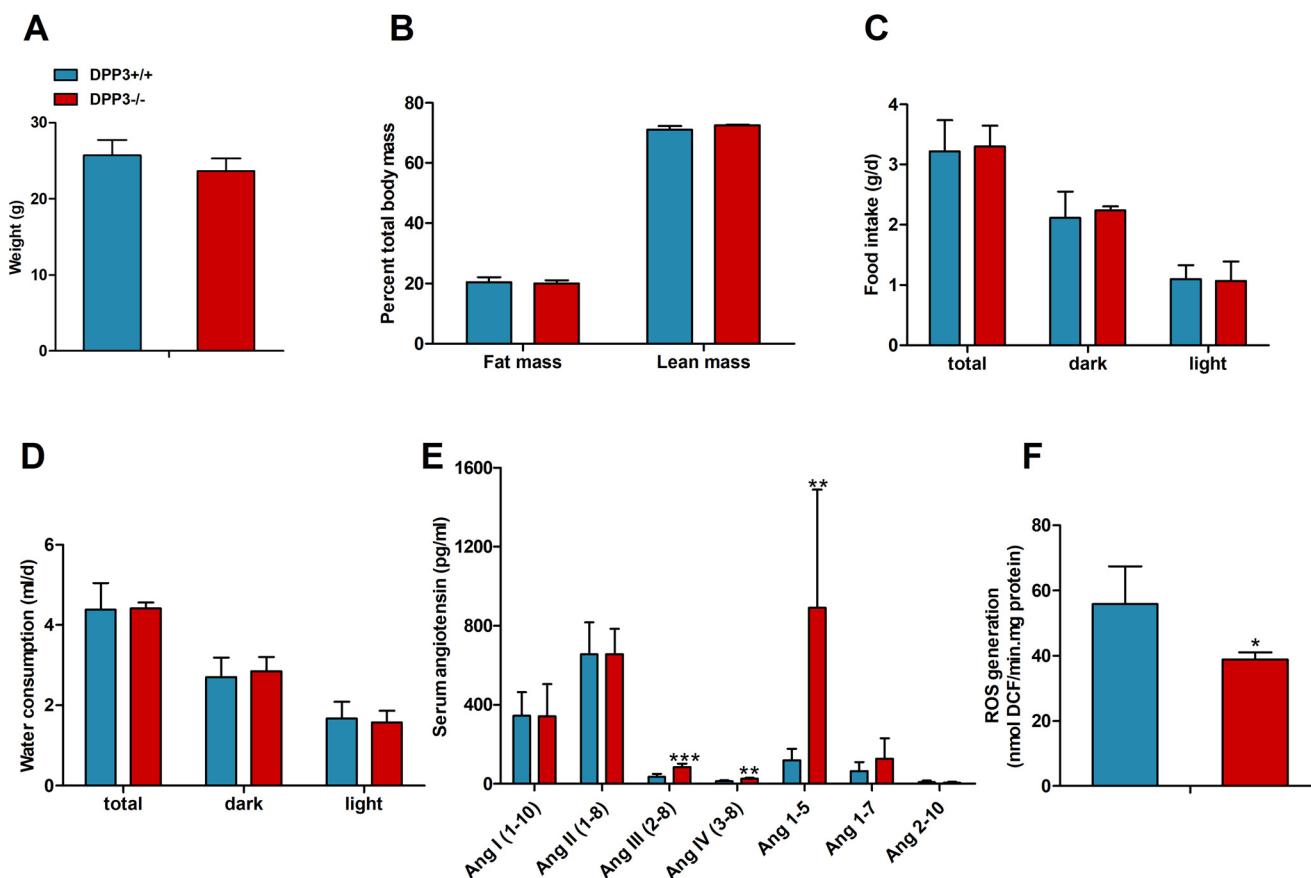 A
DPP3+/+
DPP3-/-
Weight (g)
30
20
10
0
B
Percent total body mass
80
60
40
20
0
Fat mass
Lean mass
C
Food intake (g/d)
4
3
2
1
0
total
dark
light
D
Water consumption (ml/d)
6
4
2
0
total
dark
light
E
Serum angiotensin (pg/ml)
1600
1200
800
400
0
***
**
**
Ang I (1-10)
Ang II (1-8)
Ang III (2-8)
Ang IV (3-8)
Ang 1-5
Ang 1-7
Ang 2-10
F
ROS generation
(nmol DCF/min.mg protein)
80
60
40
20
0
*